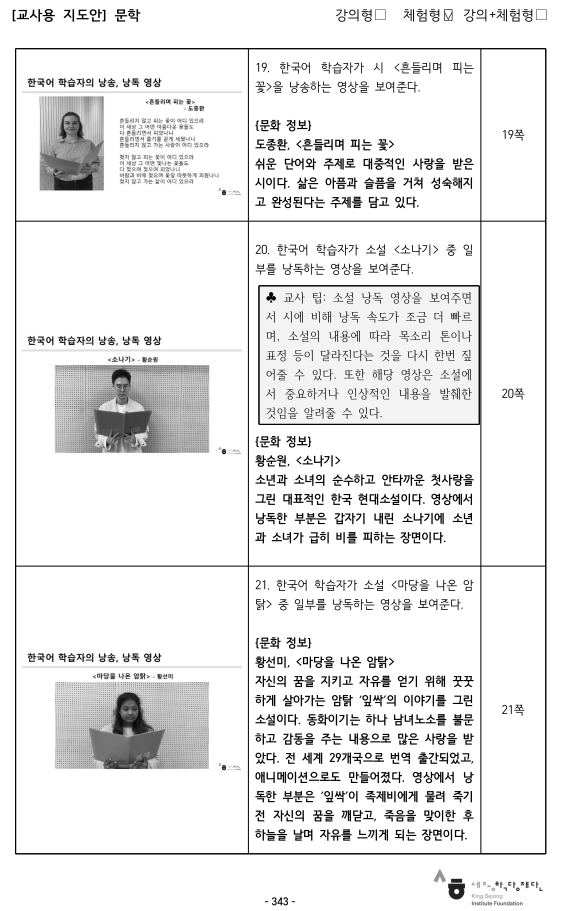 [교사용 지도안] 문학
강의형□ 체험형☑ 강의+체험형□
한국어 학습자의 낭송, 낭독 영상
<흔들리며 피는 꽃>
- 도종환
흔들리지 않고 피는 꽃이 어디 있으랴
이 세상 그 어떤 아름다운 꽃들도
다 흔들리면서 피었나니
흔들리면서 줄기를 곧게 세웠나니
흔들리지 않고 가는 사랑이 어디 있으랴
젖지 않고 피는 꽃이 어디 있으랴
이 세상 그 어떤 빛나는 꽃들도
다 젖으며 젖으며 피었나니
바람과 비에 젖으며 꽃잎 따뜻하게 피웠나니
젖지 않고 가는 삶이 어디 있으랴
19. 한국어 학습자가 시 <흔들리며 피는
꽃>을 낭송하는 영상을 보여준다.
{문화 정보}
도종환, <흔들리며 피는 꽃>
쉬운 단어와 주제로 대중적인 사랑을 받은
시이다. 삶은 아픔과 슬픔을 거쳐 성숙해지
고 완성된다는 주제를 담고 있다.
19쪽
한국어 학습자의 낭송, 낭독 영상
<소나기> - 황순원
20. 한국어 학습자가 소설 <소나기> 중 일
부를 낭독하는 영상을 보여준다.
♣ 교사 팁: 소설 낭독 영상을 보여주면
서 시에 비해 낭독 속도가 조금 더 빠르
며, 소설의 내용에 따라 목소리 톤이나
표정 등이 달라진다는 것을 다시 한번 짚
어줄 수 있다. 또한 해당 영상은 소설에
서 중요하거나 인상적인 내용을 발췌한
것임을 알려줄 수 있다.
{문화 정보}
황순원, <소나기>
소년과 소녀의 순수하고 안타까운 첫사랑을
그린 대표적인 한국 현대소설이다. 영상에서
낭독한 부분은 갑자기 내린 소나기에 소년
과 소녀가 급히 비를 피하는 장면이다.
20쪽
한국어 학습자의 낭송, 낭독 영상
<마당을 나온 암탉> - 황선미
21. 한국어 학습자가 소설 <마당을 나온 암
탉> 중 일부를 낭독하는 영상을 보여준다.
{문화 정보}
황선미, <마당을 나온 암탉>
자신의 꿈을 지키고 자유를 얻기 위해 꿋꿋
하게 살아가는 암탉 '잎싹'의 이야기를 그린
소설이다. 동화이기는 하나 남녀노소를 불문
하고 감동을 주는 내용으로 많은 사랑을 받
았다. 전 세계 29개국으로 번역 출간되었고,
애니메이션으로도 만들어졌다. 영상에서 낭
독한 부분은 '잎싹'이 족제비에게 물려 죽기
전 자신의 꿈을 깨닫고, 죽음을 맞이한 후
하늘을 날며 자유를 느끼게 되는 장면이다.
21쪽
- 343 -
세종학당재단
King Sejong
Institute Foundation